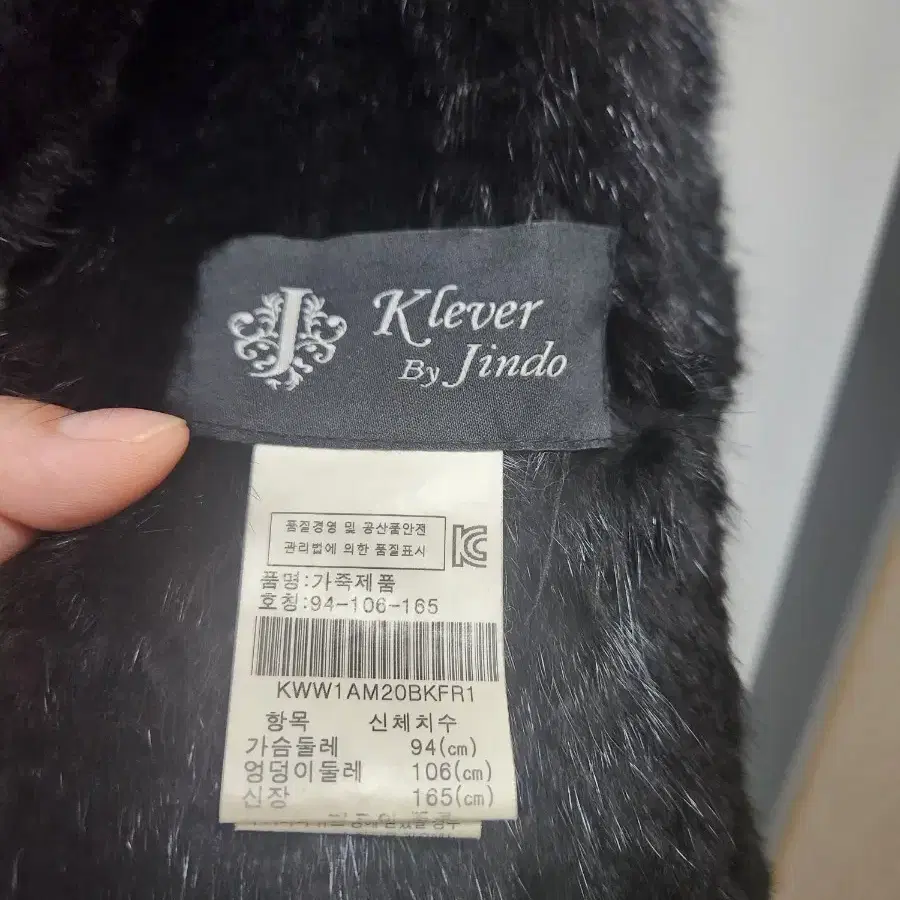 J
Klever
By Jindo
품질경영 및 공산품안전
관리법에 의한 품질표시
품명:가죽제품
호칭:94-106-165
KWW1AM20BKFR1
항목 신체치수
가슴둘레 94(cm)
엉덩이둘레 106(cm)
신장 165(cm)